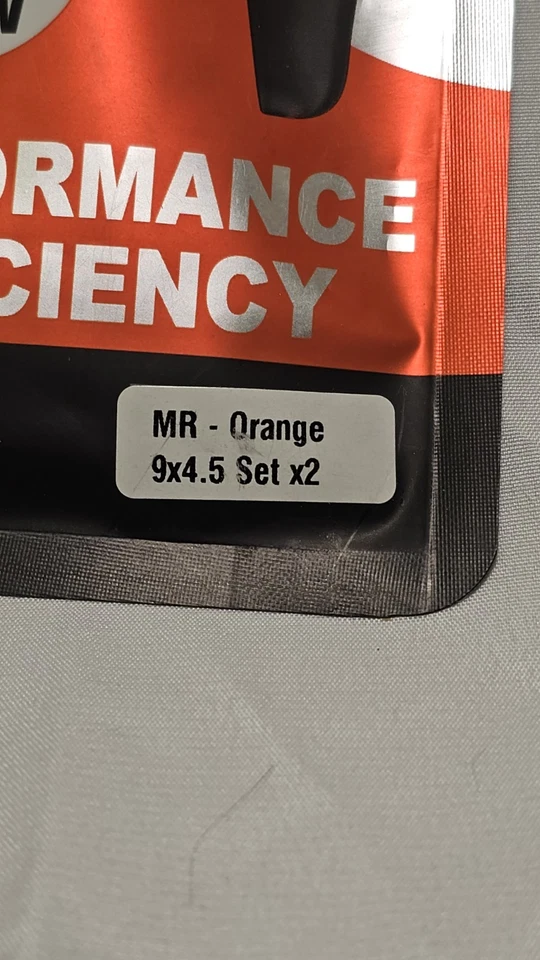 ORMANCE
CIENCY
MR - Orange
9x4.5 Set x2